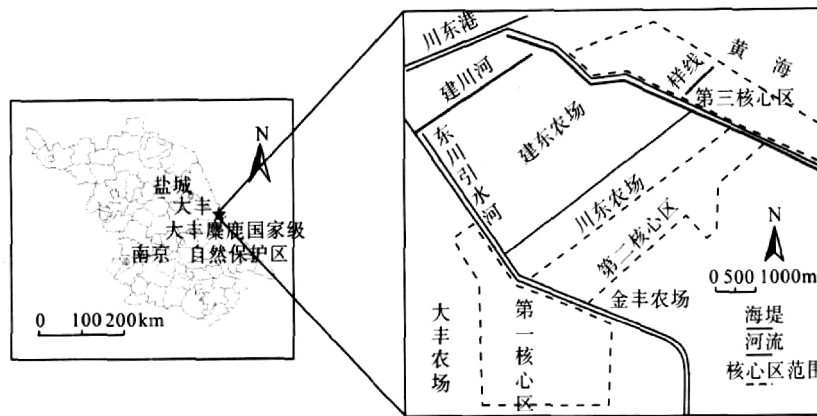 N
盐城
大丰
大丰麋鹿国家级
南京 自然保护区
0 100 200km
川东港
建川河
东川引水河
建东农场
样线
黄海
第三核心区
川东农场
第二核心区
N
0 500 1000m
金丰农场
大丰农场
第一核心区
海堤
河流
核心区范围